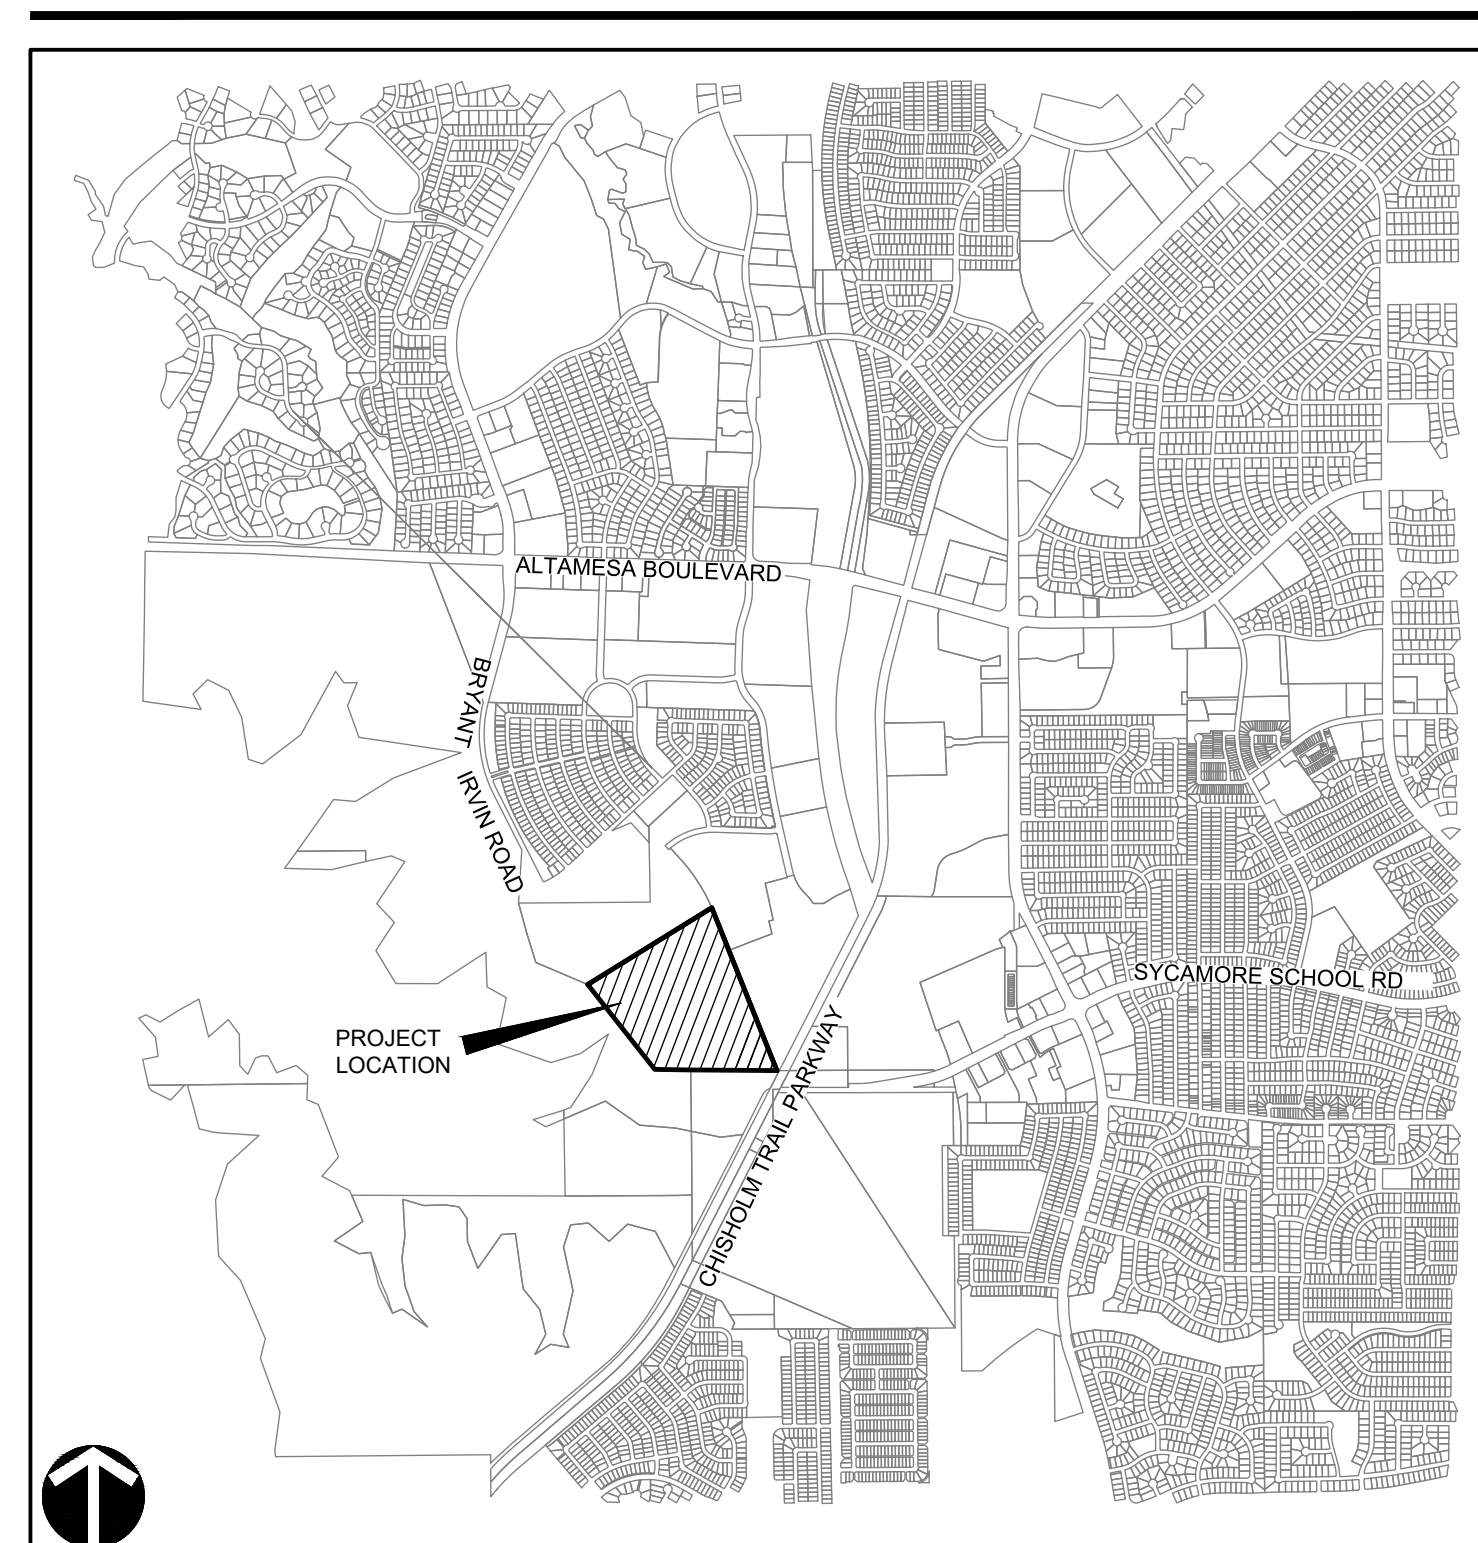 ALTAMESA BOULEVARD
BRYANT IRVIN ROAD
SYCAMORE SCHOOL RD
PROJECT
LOCATION
CHISHOLM TRAIL PARKWAY